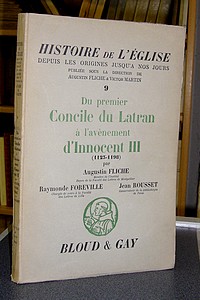 HISTOIRE DE L'ÉGLISE
DEPUIS LES ORIGINES JUSQU'A NOS JOURS
PUBLIÉE SOUS LA DIRECTION DE
AUGUSTIN FLICHE & VICTOR MARTIN
9
Du premier
Concile du Latran
à l'avènement
d'Innocent III
(1123-1198)
par
Augustin FLICHE
Raymonde FOREVILLE
Jean ROUSSET
BLOUD & GAY